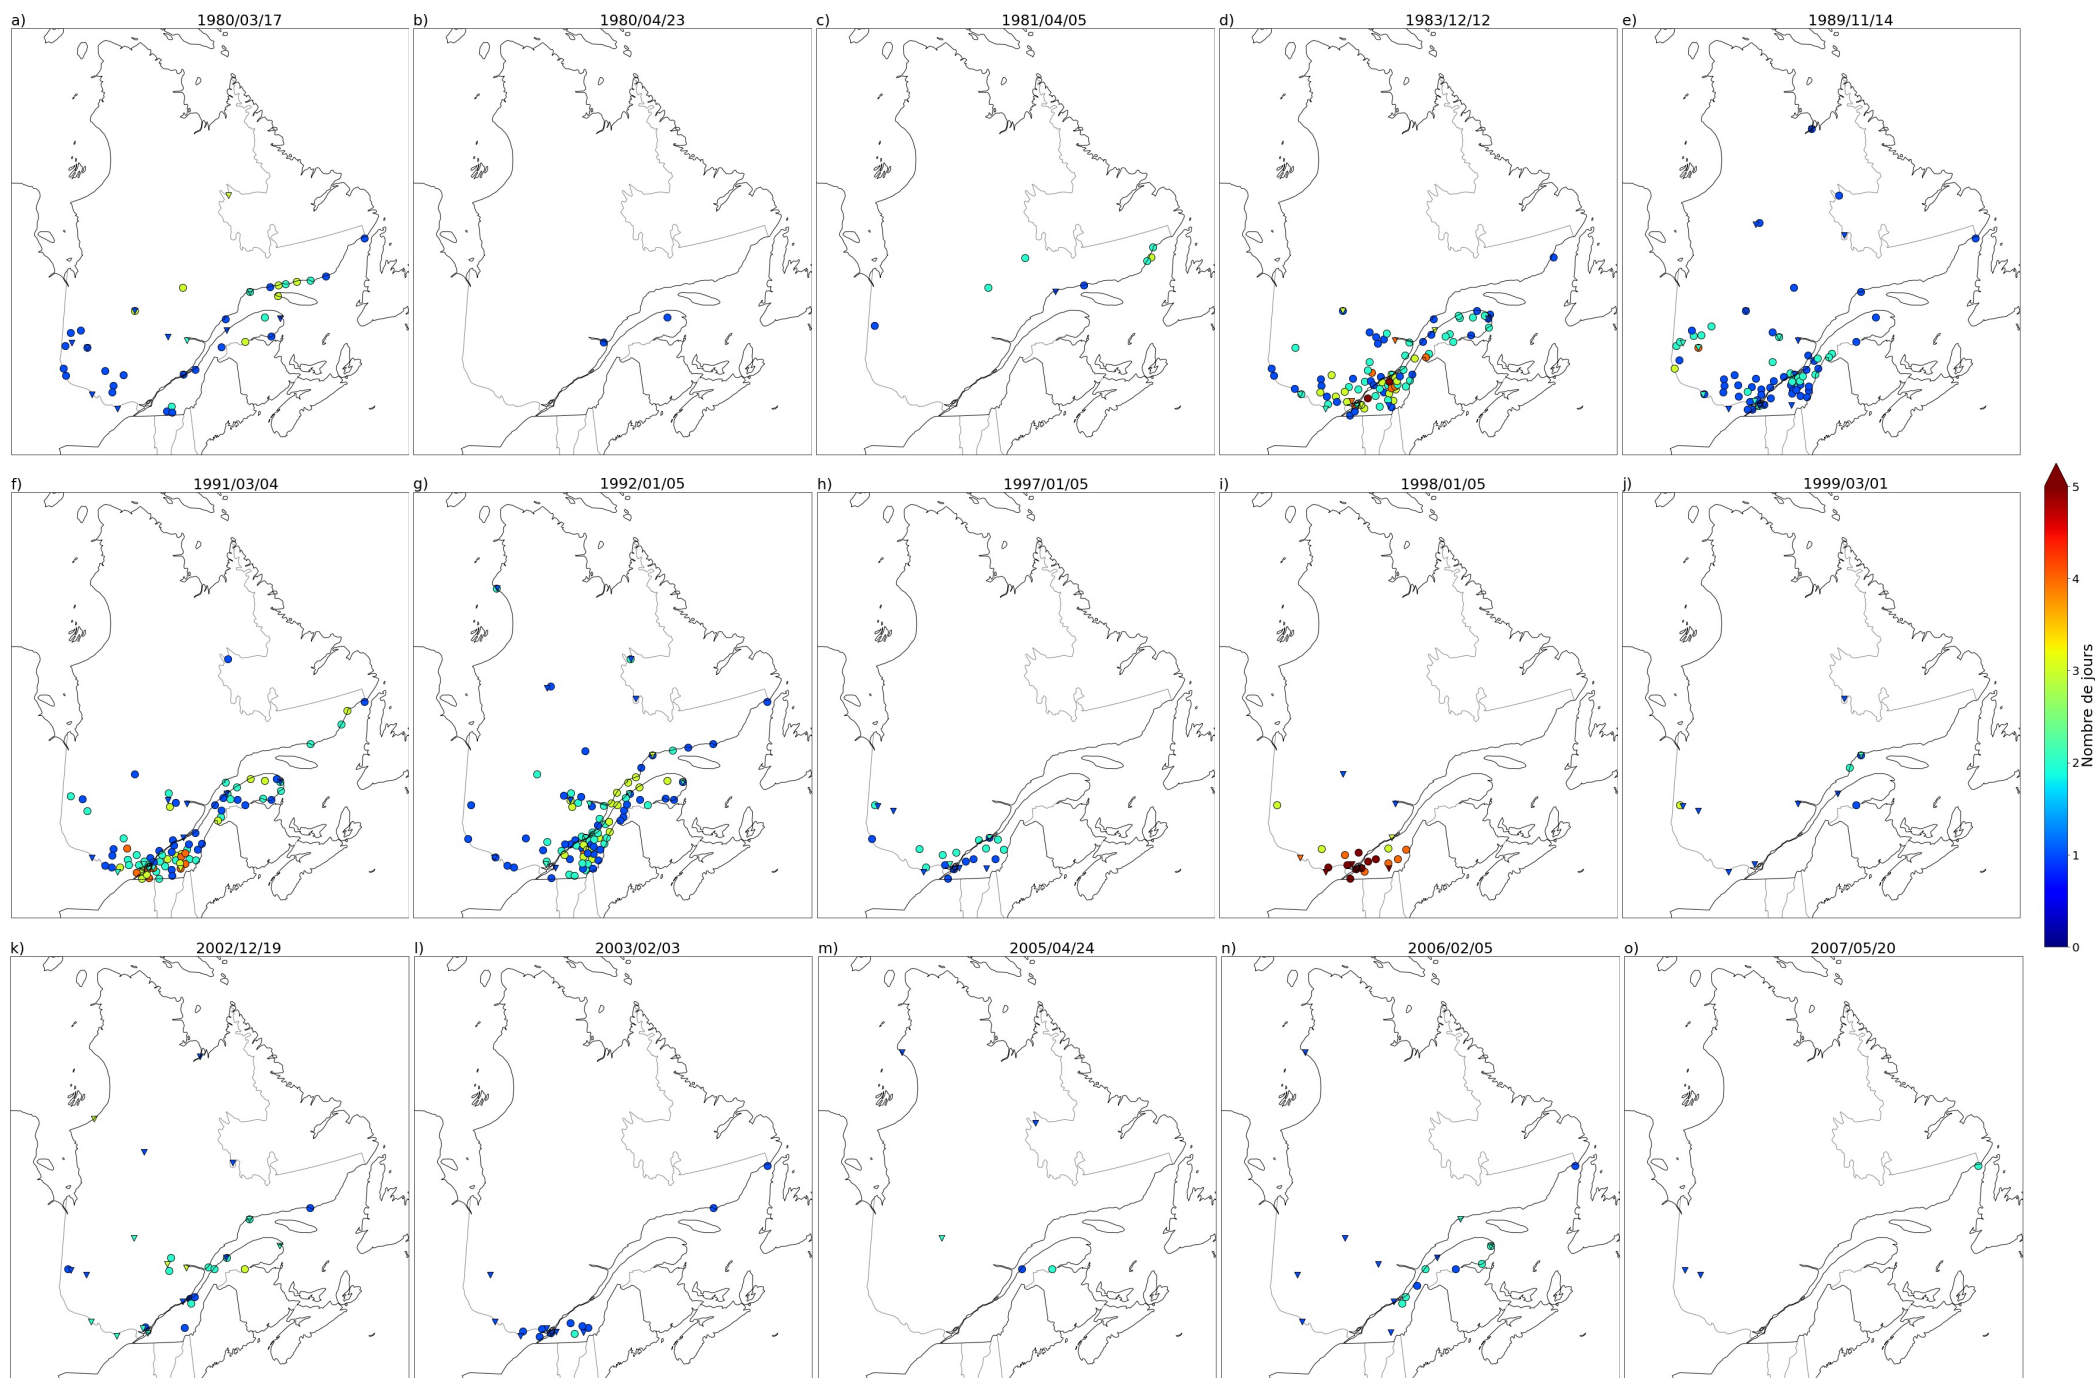 a) 1980/03/17
b) 1980/04/23
c) 1981/04/05
d) 1983/12/12
e) 1989/11/14
f) 1991/03/04
g) 1992/01/05
h) 1997/01/05
i) 1998/01/05
j) 1999/03/01
5
4
3
2
1
0
Nombre de jours
k) 2002/12/19
l) 2003/02/03
m) 2005/04/24
n) 2006/02/05
o) 2007/05/20